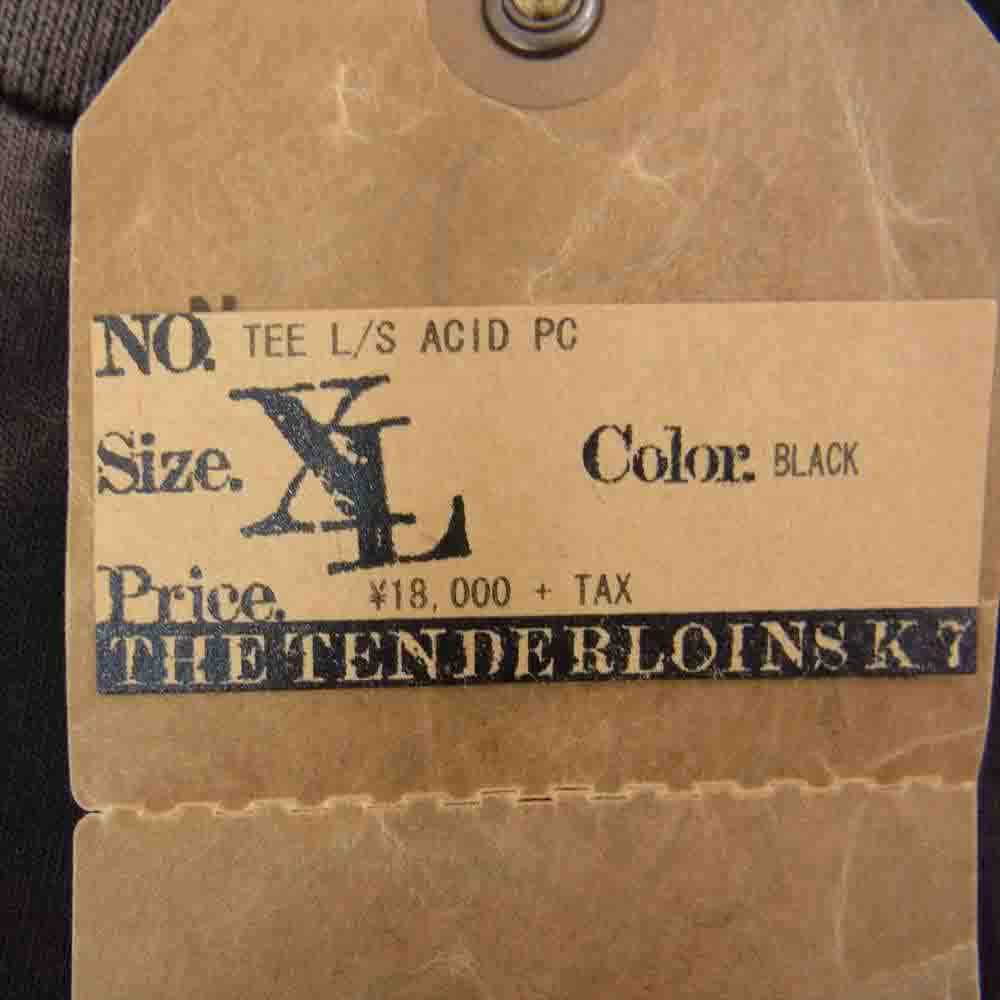 NO. TEE L/S ACID PC
Size. XL Color. BLACK
Price. ¥18,000 + TAX
THE TENDERLOINS K 7